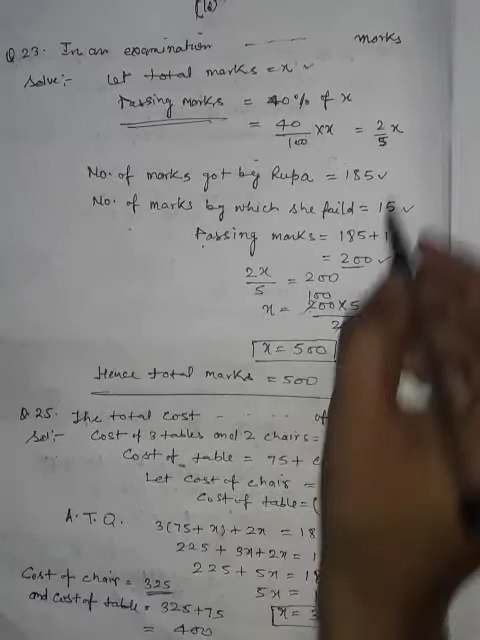 Q 23. In an examination ——— marks
Solve:- Let total marks = x
Passing marks = 40% of x
= 40/100 × x = 2/5 x
No. of marks got by Rupa = 185
No. of marks by which she faild = 15
Passing marks = 185 + 1
= 200
2x/5 = 200
100
x = 200 × 5
x = 500
Hence total marks = 500
Q 25. The total cost - . . . . of
Sol:- Cost of 3 tables and 2 chairs =
Cost of table = 75 +
Let cost of chair =
Cost of table = (
A.T.Q. 3(75 + x) + 2x = 18
225 + 3x + 2x = 1
225 + 5x = 18
5x = 1
x = 3
Cost of chair = 325
and cost of table = 325 + 75
= 400